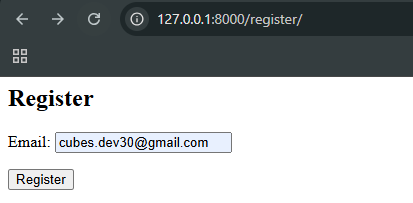 127.0.0.1:8000/register/
Register
Email: cubes.dev30@gmail.com
Register